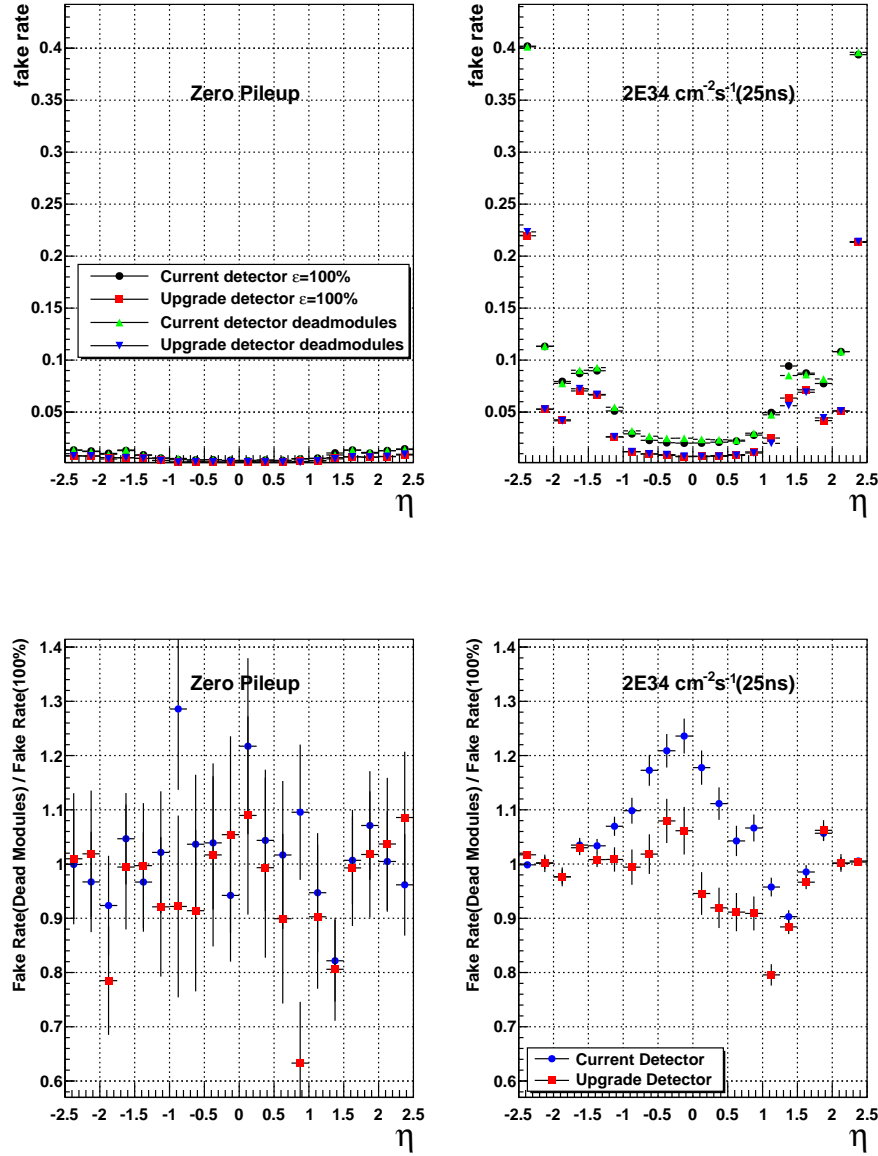 fake rate
0.4
0.35
0.3
0.25
0.2
0.15
0.1
0.05
Zero Pileup
Current detector ε=100%
Upgrade detector ε=100%
Current detector deadmodules
Upgrade detector deadmodules
-2.5 -2 -1.5 -1 -0.5 0 0.5 1 1.5 2 2.5
η
fake rate
0.4
0.35
0.3
0.25
0.2
0.15
0.1
0.05
2E34 cm⁻²s⁻¹(25ns)
-2.5 -2 -1.5 -1 -0.5 0 0.5 1 1.5 2 2.5
η
Fake Rate(Dead Modules) / Fake Rate(100%)
1.4
1.3
1.2
1.1
1
0.9
0.8
0.7
0.6
Zero Pileup
-2.5 -2 -1.5 -1 -0.5 0 0.5 1 1.5 2 2.5
η
Fake Rate(Dead Modules) / Fake Rate(100%)
1.4
1.3
1.2
1.1
1
0.9
0.8
0.7
0.6
2E34 cm⁻²s⁻¹(25ns)
Current Detector
Upgrade Detector
-2.5 -2 -1.5 -1 -0.5 0 0.5 1 1.5 2 2.5
η